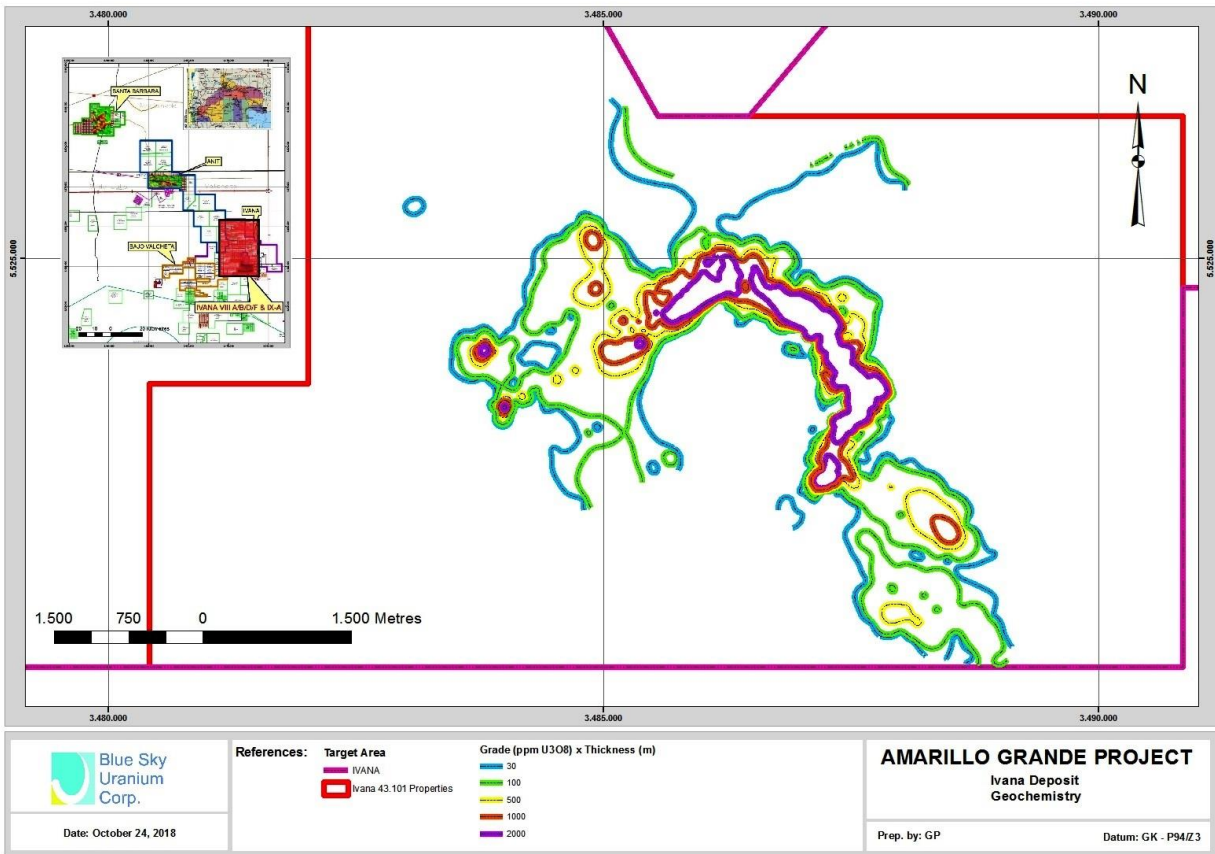 3.480.000
3.485.000
3.490.000
N
SANTA BARBARA
ANIT
IVANA
BAJO VALCHETA
IVANA VIII A/B/D/F & IX-A
5.525.000
5.525.000
1.500 750 0 1.500 Metres
3.480.000
3.485.000
3.490.000
Blue Sky
Uranium
Corp.
Date: October 24, 2018
References:
Target Area
IVANA
Ivana 43.101 Properties
Grade (ppm U3O8) x Thickness (m)
30
100
500
1000
2000
AMARILLO GRANDE PROJECT
Ivana Deposit
Geochemistry
Prep. by: GP
Datum: GK - P94/Z3